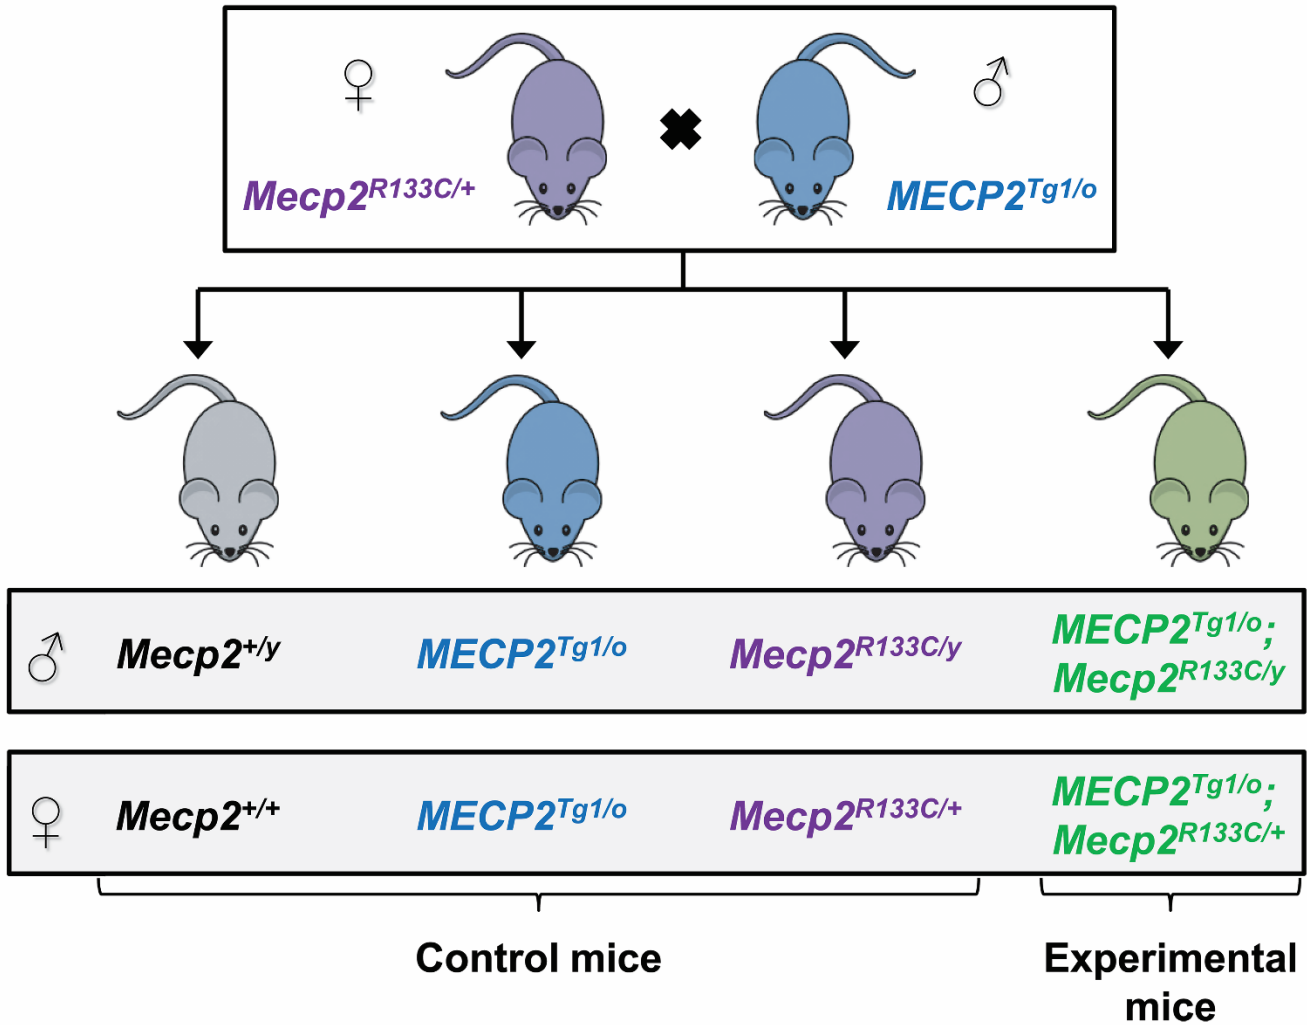 ♀ ♂
Mecp2R133C/+ MECP2Tg1/o
♂ Mecp2+/y MECP2Tg1/o Mecp2R133C/y MECP2Tg1/o;
Mecp2R133C/y
♀ Mecp2+/+ MECP2Tg1/o Mecp2R133C/+ MECP2Tg1/o;
Mecp2R133C/+
Control mice
Experimental
mice